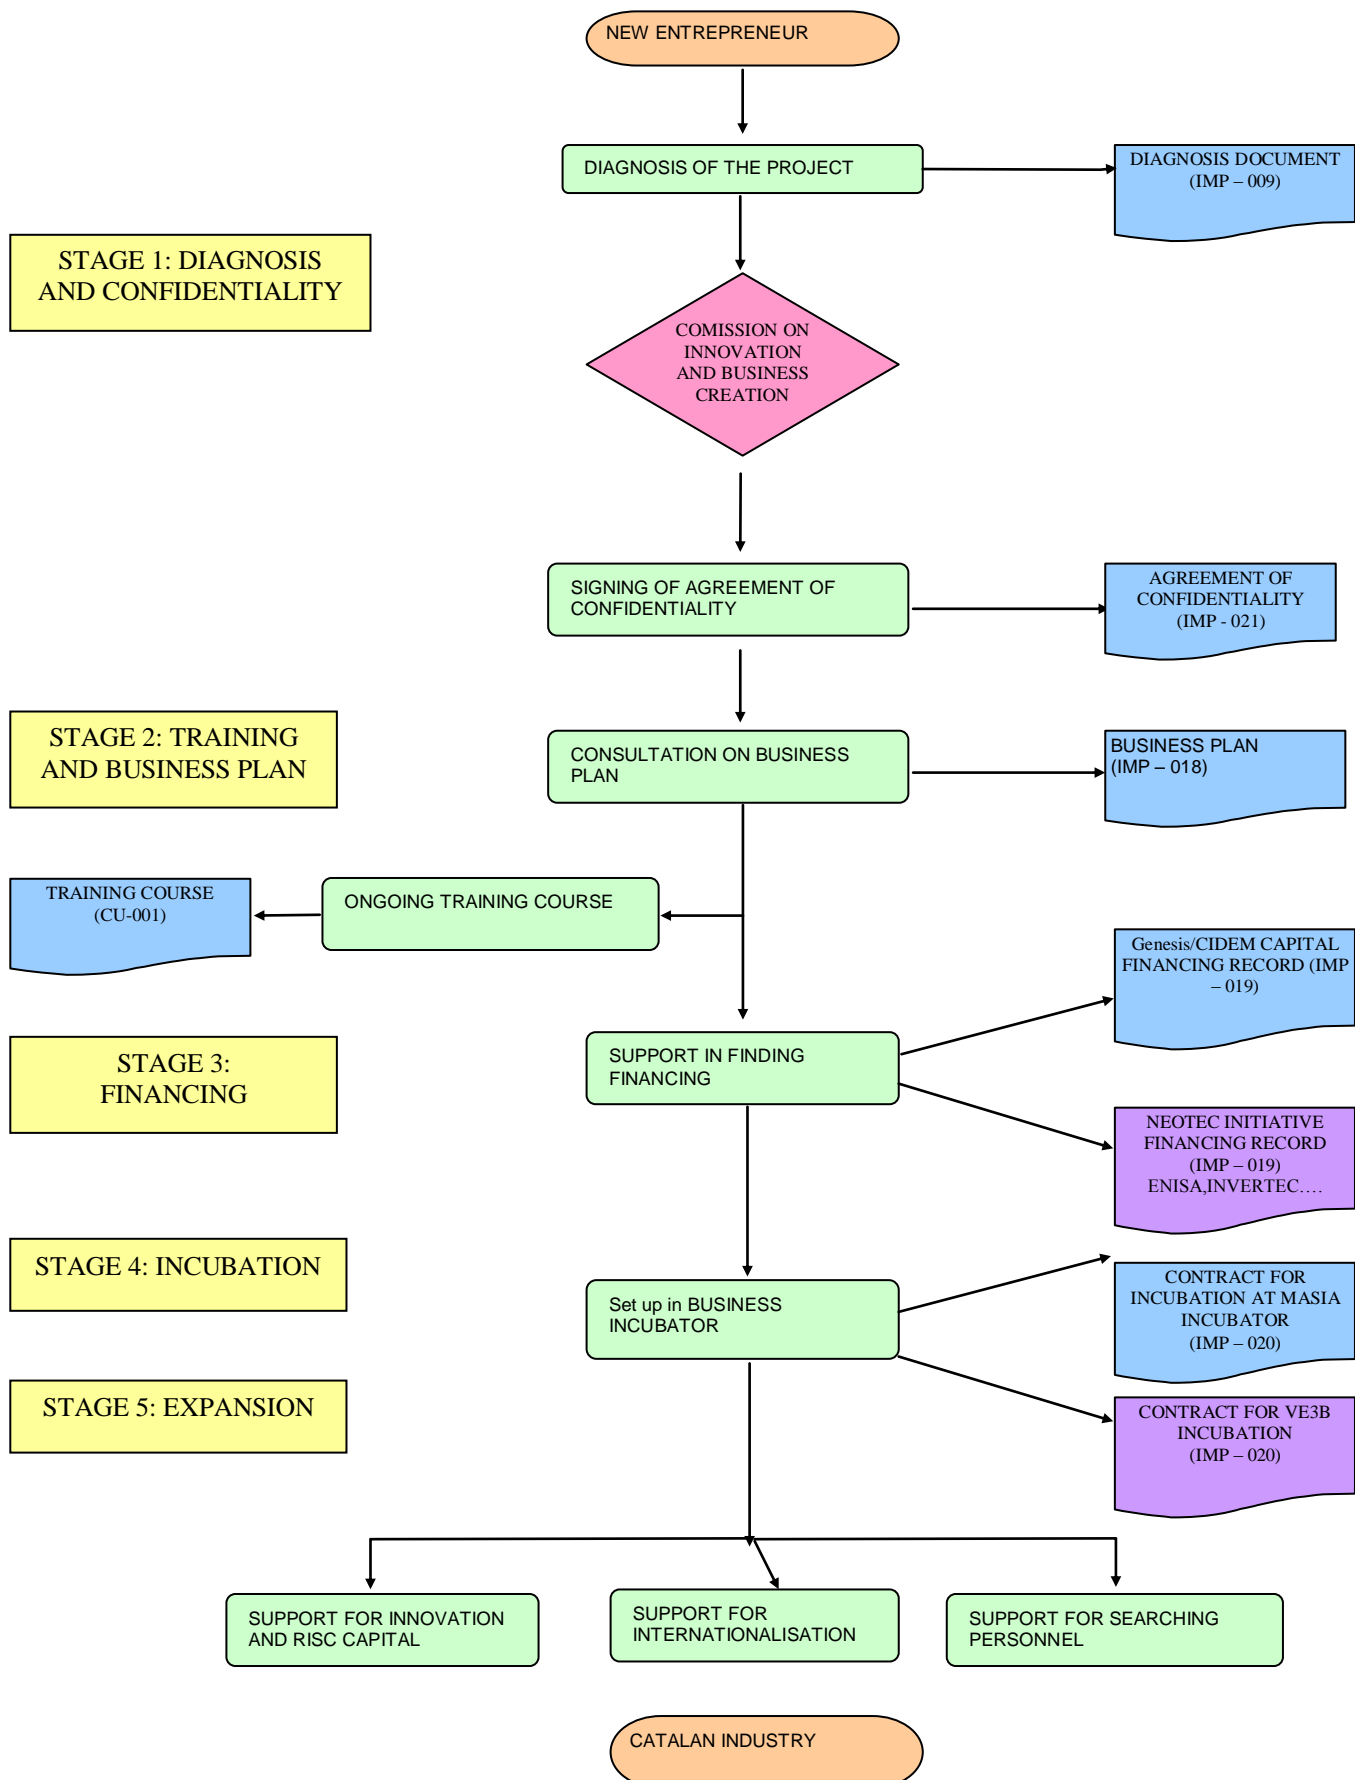 NEW ENTREPRENEUR
DIAGNOSIS OF THE PROJECT
DIAGNOSIS DOCUMENT
(IMP – 009)
STAGE 1: DIAGNOSIS
AND CONFIDENTIALITY
COMISSION ON
INNOVATION
AND BUSINESS
CREATION
SIGNING OF AGREEMENT OF
CONFIDENTIALITY
AGREEMENT OF
CONFIDENTIALITY
(IMP - 021)
STAGE 2: TRAINING
AND BUSINESS PLAN
CONSULTATION ON BUSINESS
PLAN
BUSINESS PLAN
(IMP – 018)
TRAINING COURSE
(CU-001)
ONGOING TRAINING COURSE
Genesis/CIDEM CAPITAL
FINANCING RECORD (IMP
– 019)
STAGE 3:
FINANCING
SUPPORT IN FINDING
FINANCING
NEOTEC INITIATIVE
FINANCING RECORD
(IMP – 019)
ENISA,INVERTEC….
STAGE 4: INCUBATION
Set up in BUSINESS
INCUBATOR
CONTRACT FOR
INCUBATION AT MASIA
INCUBATOR
(IMP – 020)
STAGE 5: EXPANSION
CONTRACT FOR VE3B
INCUBATION
(IMP – 020)
SUPPORT FOR INNOVATION
AND RISC CAPITAL
SUPPORT FOR
INTERNATIONALISATION
SUPPORT FOR SEARCHING
PERSONNEL
CATALAN INDUSTRY